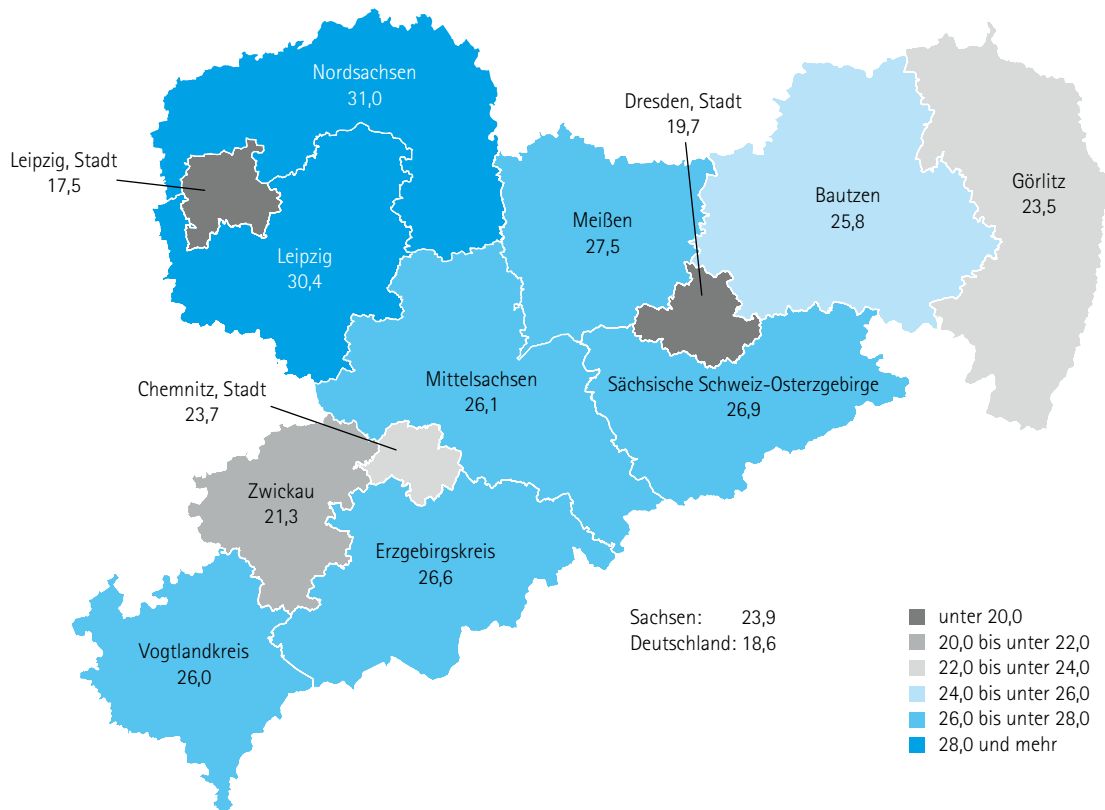 Nordsachsen
31,0
Dresden, Stadt
19,7
Leipzig, Stadt
17,5
Görlitz
23,5
Bautzen
25,8
Meißen
27,5
Leipzig
30,4
Mittelsachsen
26,1
Sächsische Schweiz-Osterzgebirge
26,9
Chemnitz, Stadt
23,7
Zwickau
21,3
Erzgebirgskreis
26,6
Vogtlandkreis
26,0
Sachsen: 23,9
Deutschland: 18,6
unter 20,0
20,0 bis unter 22,0
22,0 bis unter 24,0
24,0 bis unter 26,0
26,0 bis unter 28,0
28,0 und mehr